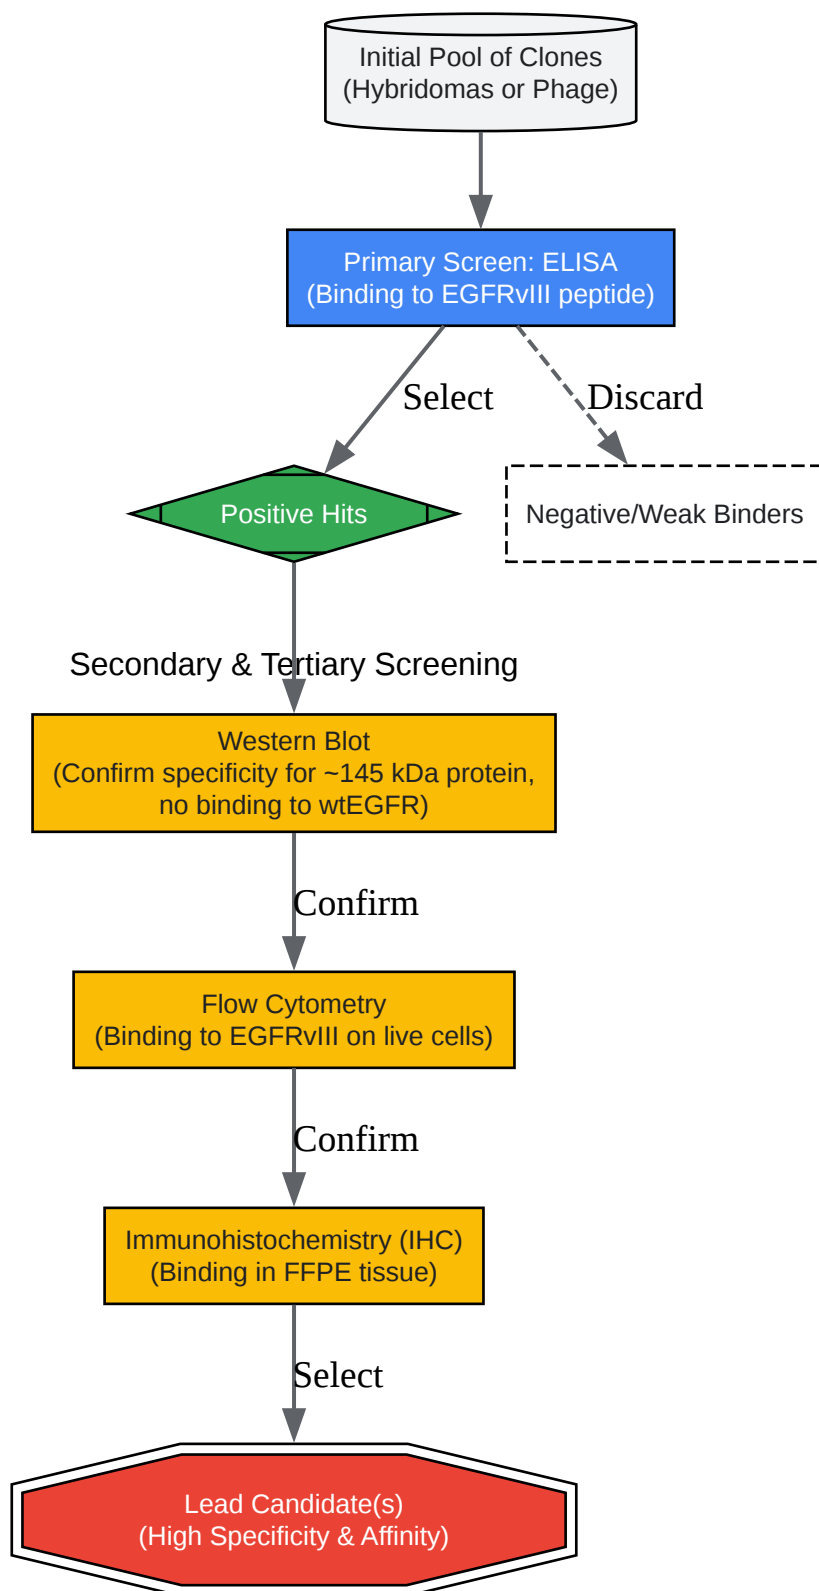 Initial Pool of Clones
(Hybridomas or Phage)
Primary Screen: ELISA
(Binding to EGFRvIII peptide)
Select
Discard
Positive Hits
Negative/Weak Binders
Secondary & Tertiary Screening
Western Blot
(Confirm specificity for ~145 kDa protein,
no binding to wtEGFR)
Confirm
Flow Cytometry
(Binding to EGFRvIII on live cells)
Confirm
Immunohistochemistry (IHC)
(Binding in FFPE tissue)
Select
Lead Candidate(s)
(High Specificity & Affinity)